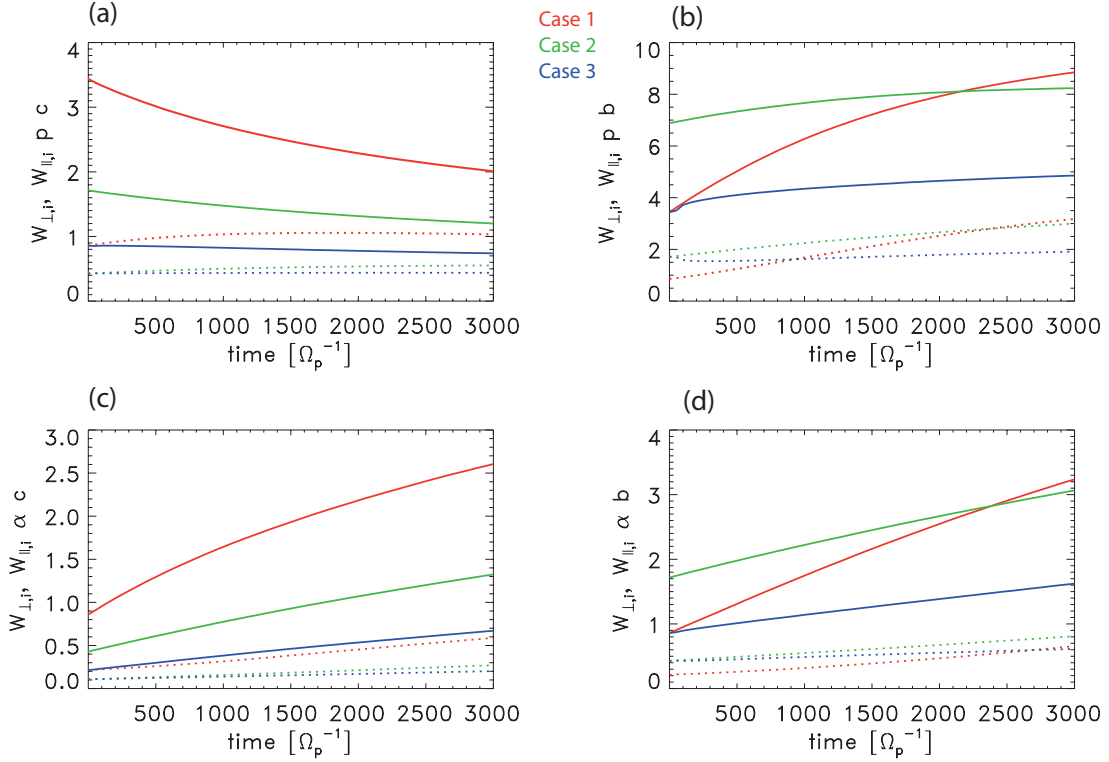 (a)
Case 1
Case 2
Case 3
(b)
W⊥,i, W||,i p c
4
3
2
1
0
500 1000 1500 2000 2500 3000
time [Ωp⁻¹]
W⊥,i, W||,i p b
10
8
6
4
2
0
500 1000 1500 2000 2500 3000
time [Ωp⁻¹]
(c)
W⊥,i, W||,i α c
3.0
2.5
2.0
1.5
1.0
0.5
0.0
500 1000 1500 2000 2500 3000
time [Ωp⁻¹]
(d)
W⊥,i, W||,i α b
4
3
2
1
0
500 1000 1500 2000 2500 3000
time [Ωp⁻¹]